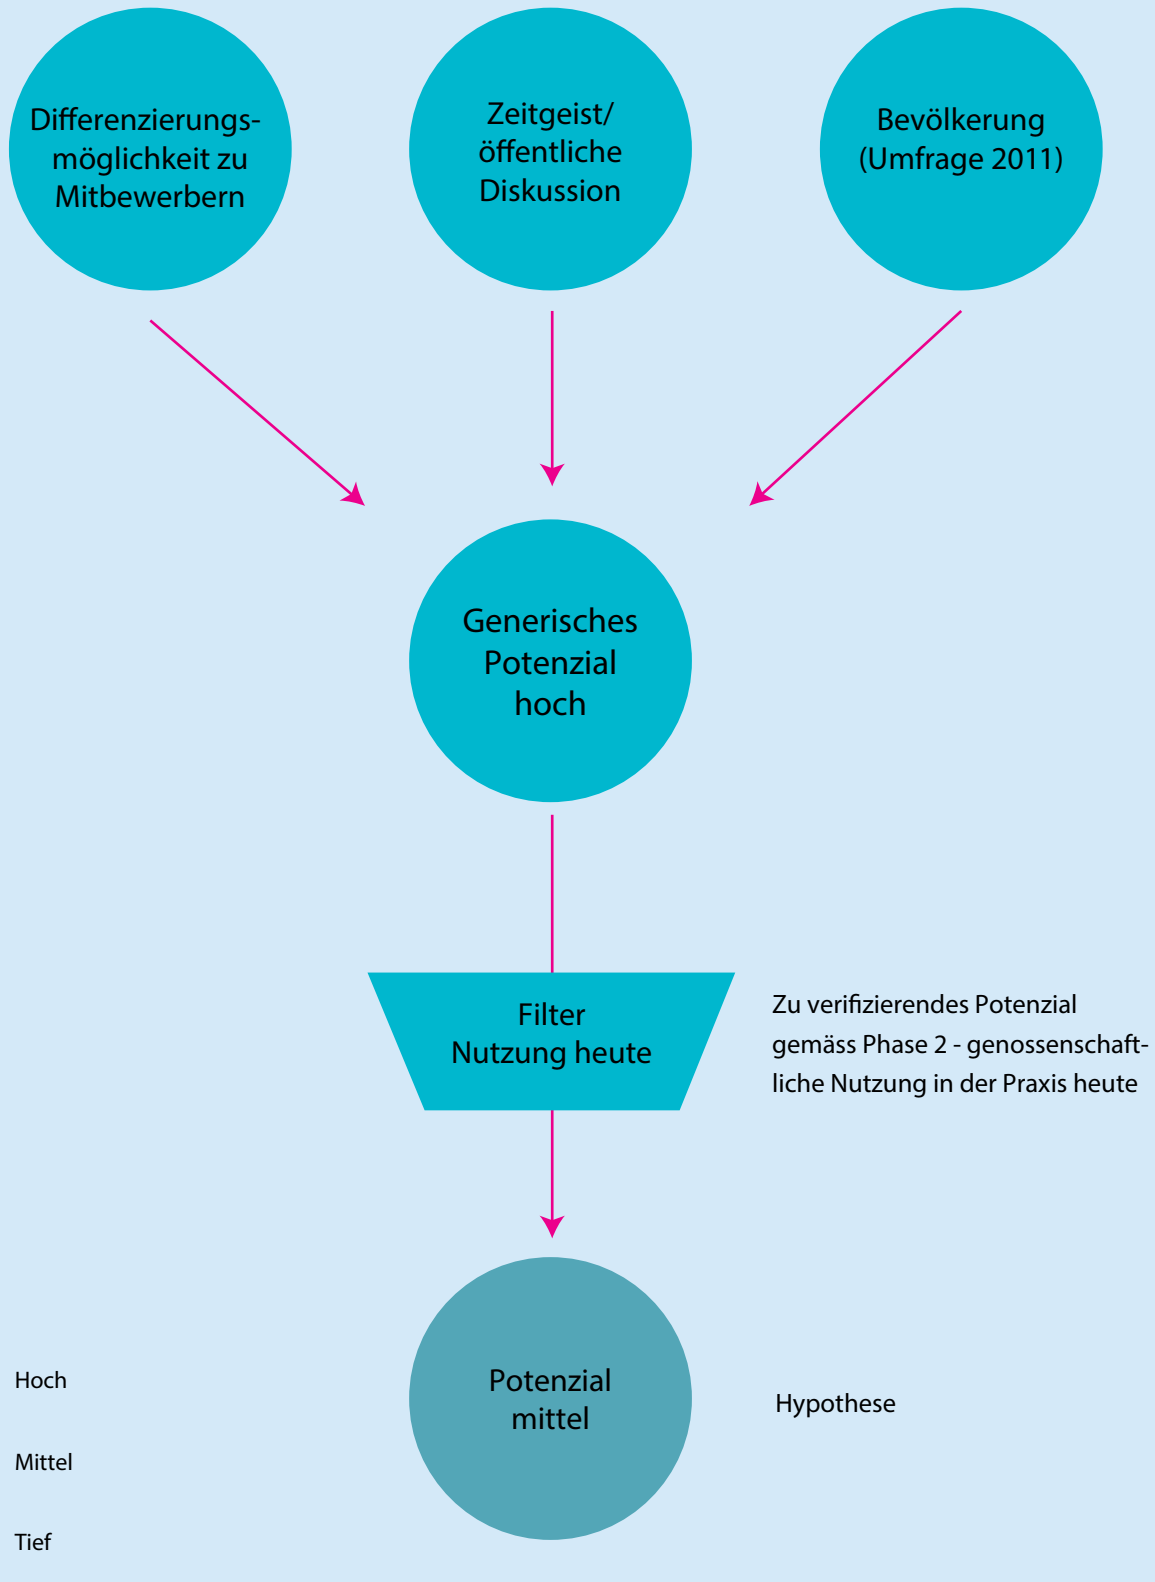 Differenzierungs-
möglichkeit zu
Mitbewerbern
Zeitgeist/
öffentliche
Diskussion
Bevölkerung
(Umfrage 2011)
Generisches
Potenzial
hoch
Filter
Nutzung heute
Zu verifizierendes Potenzial
gemäss Phase 2 - genossenschaft-
liche Nutzung in der Praxis heute
Potenzial
mittel
Hypothese
Hoch
Mittel
Tief